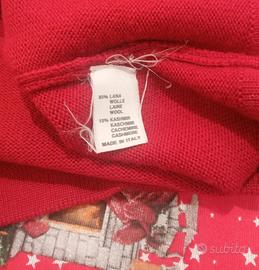 90% LANA
WOLLE
LAINE
WOOL
10% KASHMIR
KASCHMIR
CACHEMIRE
CASHMERE
MADE IN ITALY
subito